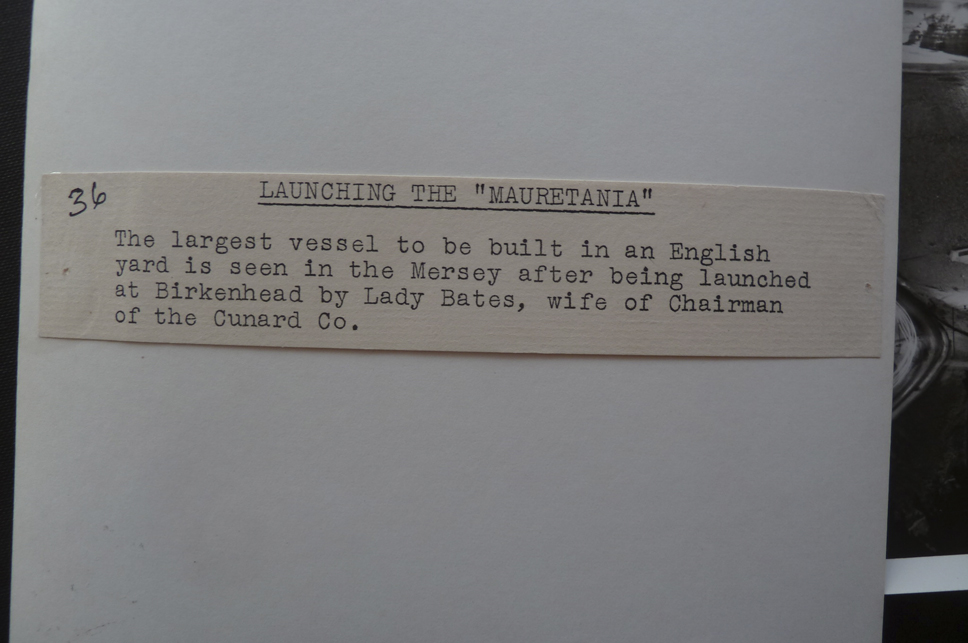 36
LAUNCHING THE "MAURETANIA"
The largest vessel to be built in an English
yard is seen in the Mersey after being launched
at Birkenhead by Lady Bates, wife of Chairman
of the Cunard Co.